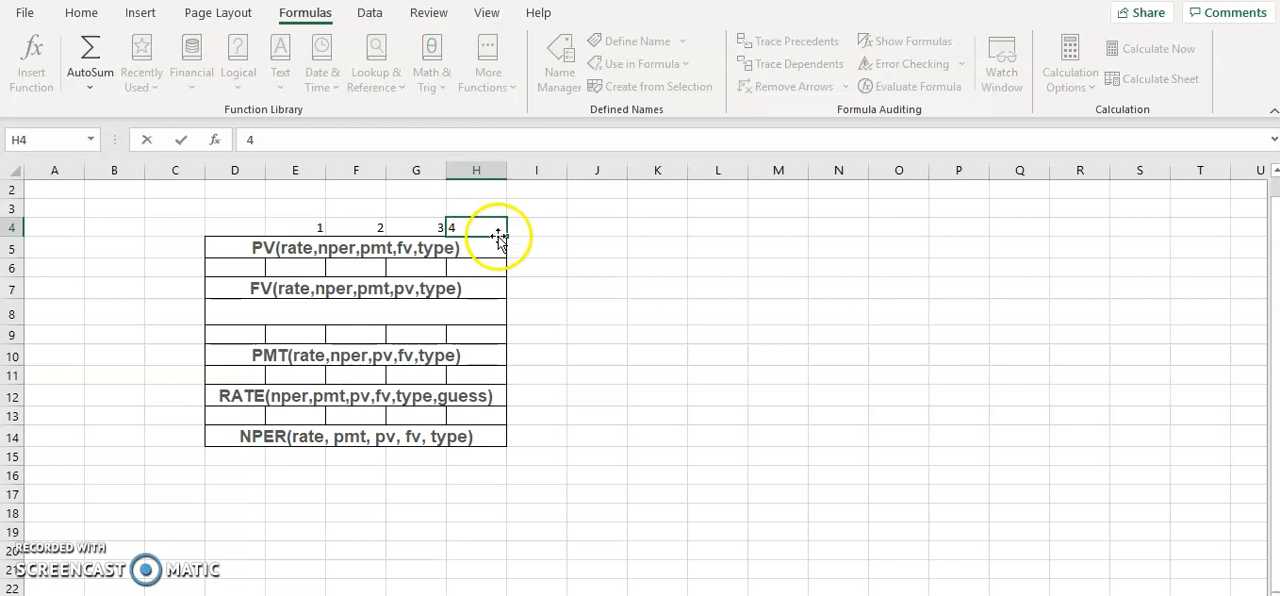 File Home Insert Page Layout Formulas Data Review View Help Share Comments
fx Σ ? A θ
Insert Function AutoSum Recently Used Financial Logical Text Date & Time Lookup & Reference Math & Trig More Functions Name Manager Define Name Use in Formula Create from Selection Trace Precedents Trace Dependents Remove Arrows Show Formulas Error Checking Evaluate Formula Watch Window Calculation Options Calculate Now Calculate Sheet
Function Library Defined Names Formula Auditing Calculation
H4 fx 4
A B C D E F G H I J K L M N O P Q R S T U
2
3
4 1 2 3 4
5 PV(rate,nper,pmt,fv,type)
6
7 FV(rate,nper,pmt,pv,type)
8
9
10 PMT(rate,nper,pv,fv,type)
11
12 RATE(nper,pmt,pv,fv,type,guess)
13
14 NPER(rate, pmt, pv, fv, type)
15
16
17
18
19
20
RECORDED WITH
21
SCREENCAST MATIC
22